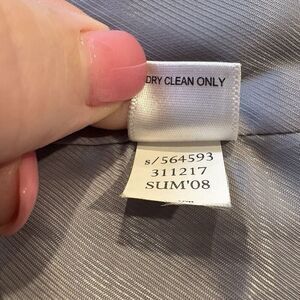 DRY CLEAN ONLY
s/564593
311217
SUM'08